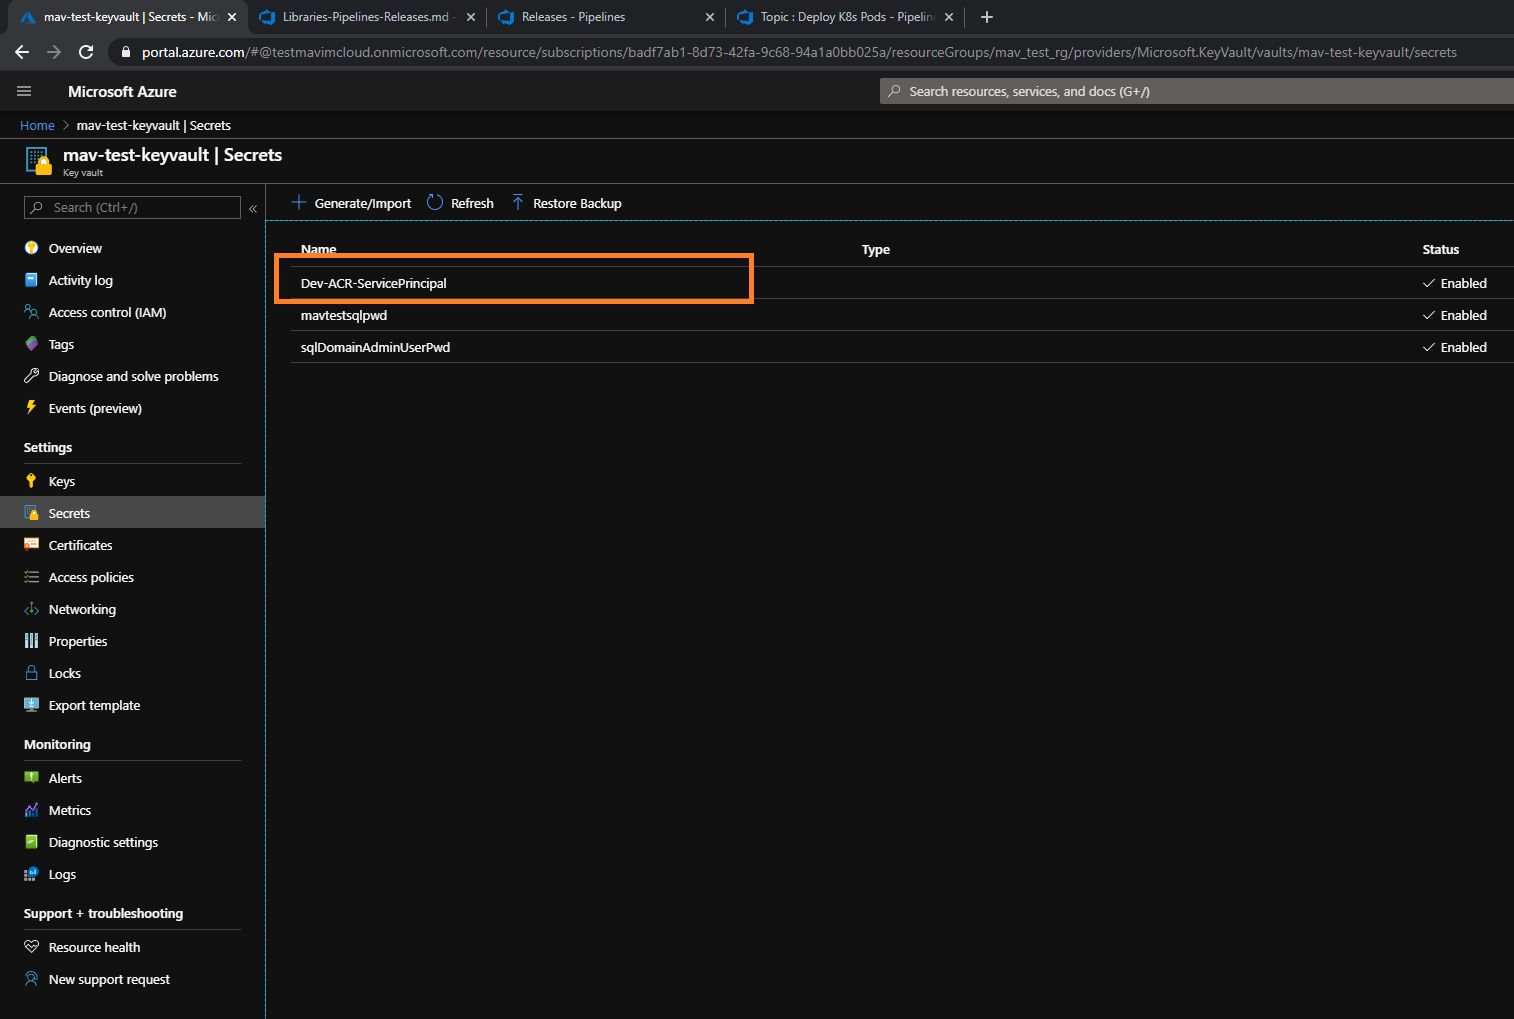 mav-test-keyvault | Secrets - Mic
Libraries-Pipelines-Releases.md -
Releases - Pipelines
Topic : Deploy K8s Pods - Pipelin
portal.azure.com/#@testmavimcloud.onmicrosoft.com/resource/subscriptions/badf7ab1-8d73-42fa-9c68-94a1a0bb025a/resourceGroups/mav_test_rg/providers/Microsoft.KeyVault/vaults/mav-test-keyvault/secrets
Microsoft Azure
Search resources, services, and docs (G+/)
Home > mav-test-keyvault | Secrets
mav-test-keyvault | Secrets
Key vault
Search (Ctrl+/)
«
Overview
Activity log
Access control (IAM)
Tags
Diagnose and solve problems
Events (preview)
Settings
Keys
Secrets
Certificates
Access policies
Networking
Properties
Locks
Export template
Monitoring
Alerts
Metrics
Diagnostic settings
Logs
Support + troubleshooting
Resource health
New support request
Generate/Import Refresh Restore Backup
Name Type Status
Dev-ACR-ServicePrincipal Enabled
mavtestsqlpwd Enabled
sqlDomainAdminUserPwd Enabled